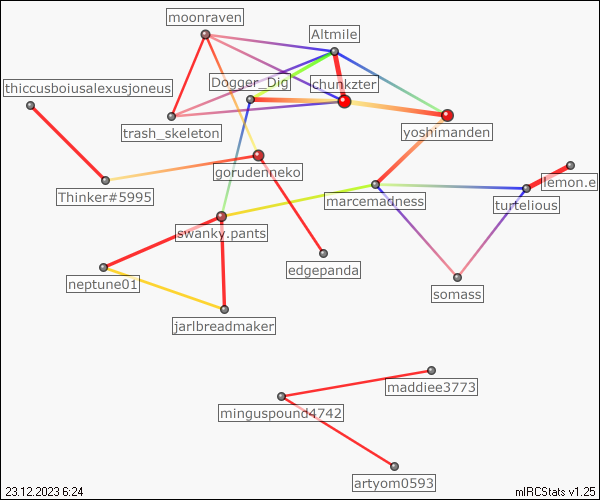 moonraven
Altmile
Dogger_Dig
chunkzter
thiccusboiusalexusjoneus
trash_skeleton
yoshimanden
gorudenneko
lemon.e
Thinker#5995
marcemadness
turtelious
swanky.pants
edgepanda
neptune01
somass
jarlbreadmaker
maddiee3773
minguspound4742
artyom0593
23.12.2023 6:24
mIRCStats v1.25